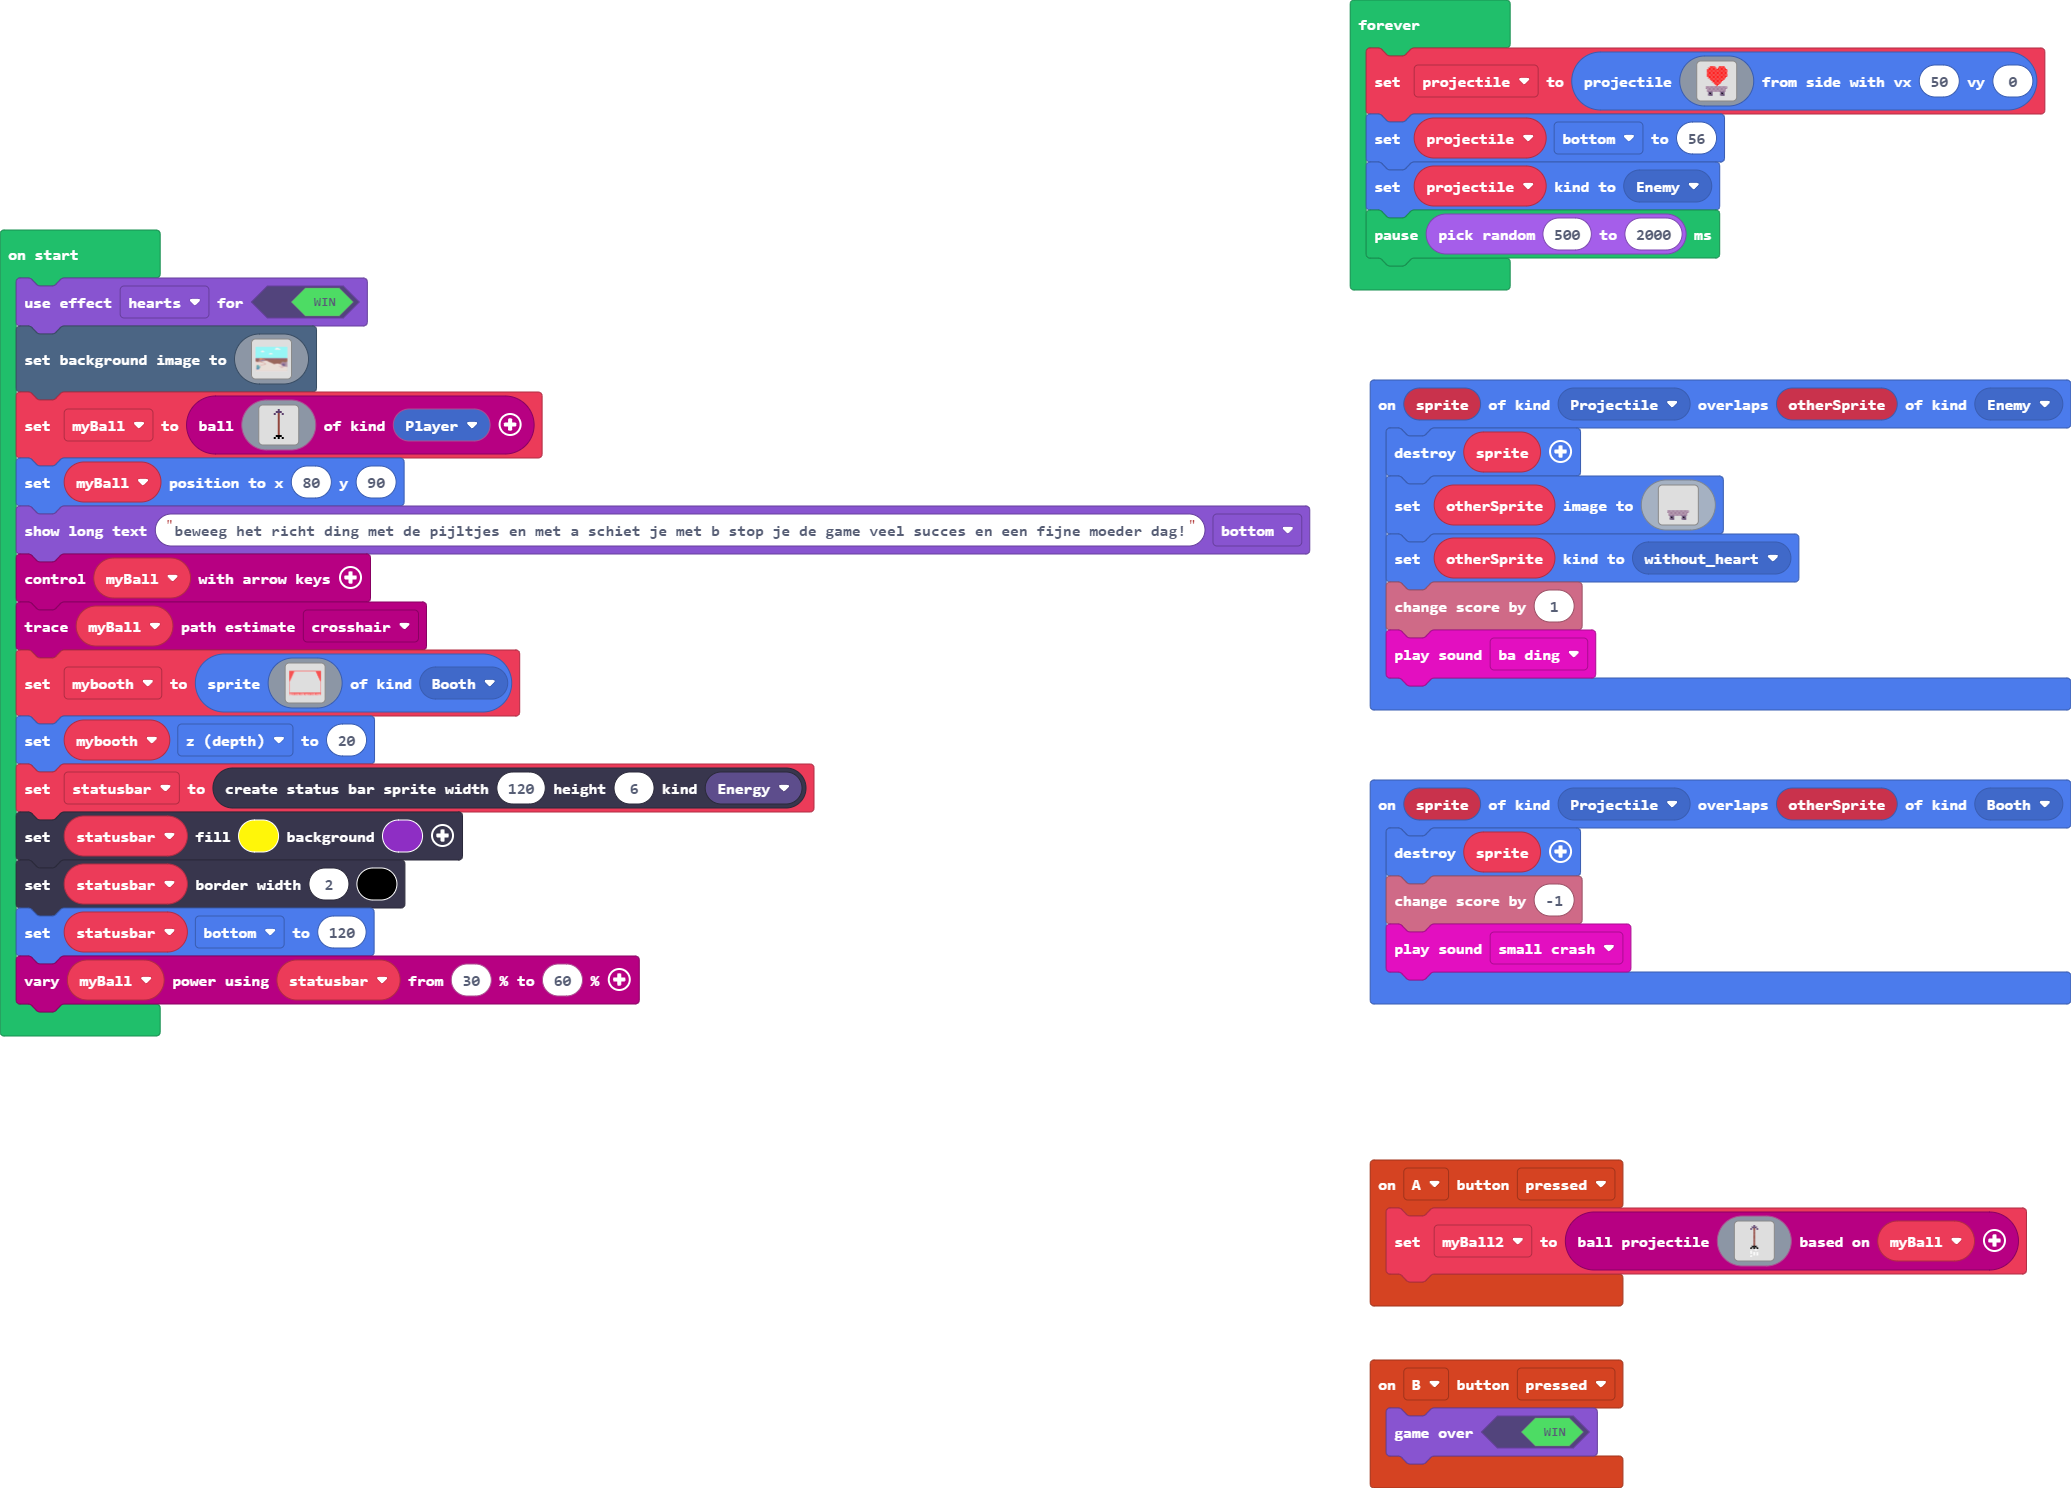 on start
use effect hearts for WIN
set background image to
set myBall to ball of kind Player
set myBall position to x 80 y 90
show long text "beweeg het richt ding met de pijltjes en met a schiet je met b stop je de game veel succes en een fijne moeder dag!" bottom
control myBall with arrow keys
trace myBall path estimate crosshair
set mybooth to sprite of kind Booth
set mybooth z (depth) to 20
set statusbar to create status bar sprite width 120 height 6 kind Energy
set statusbar fill background
set statusbar border width 2
set statusbar bottom to 120
vary myBall power using statusbar from 30 % to 60 %
forever
set projectile to projectile from side with vx 50 vy 0
set projectile bottom to 56
set projectile kind to Enemy
pause pick random 500 to 2000 ms
on sprite of kind Projectile overlaps otherSprite of kind Enemy
destroy sprite
set otherSprite image to
set otherSprite kind to without_heart
change score by 1
play sound ba ding
on sprite of kind Projectile overlaps otherSprite of kind Booth
destroy sprite
change score by -1
play sound small crash
on A button pressed
set myBall2 to ball projectile based on myBall
on B button pressed
game over WIN